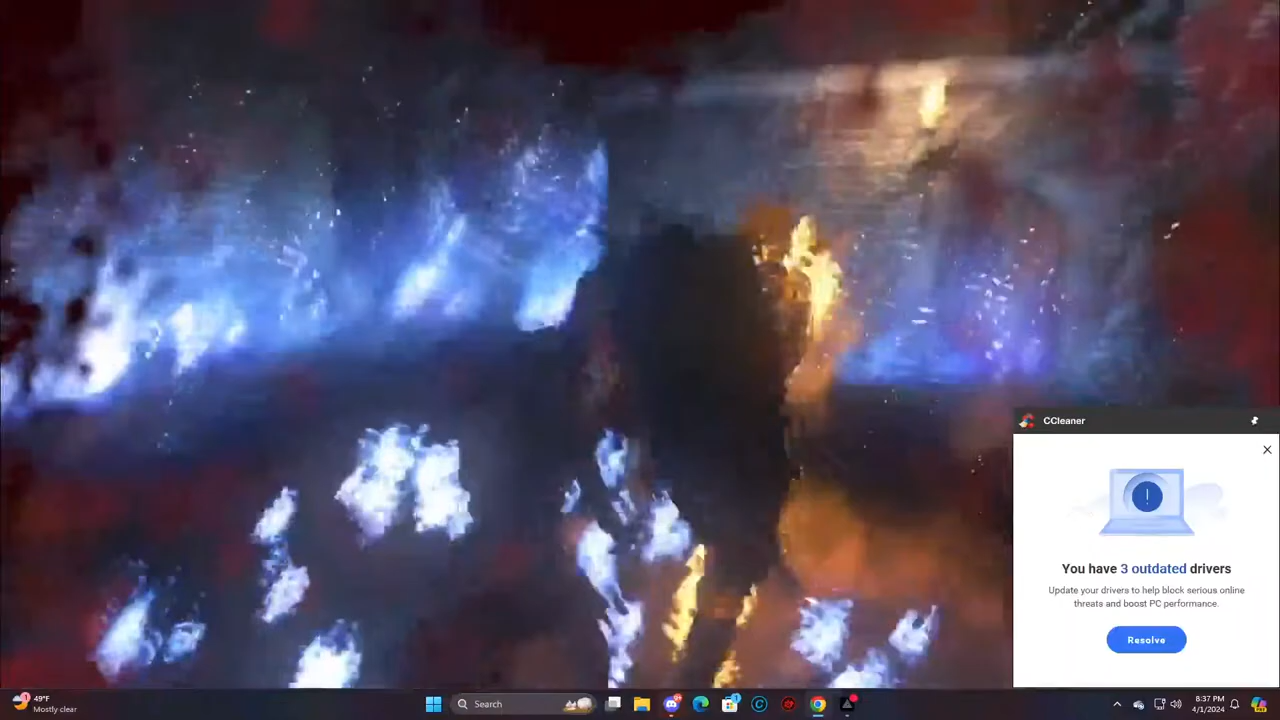 CCleaner
You have 3 outdated drivers
Update your drivers to help block serious online
threats and boost PC performance.
Resolve
49°F
Mostly clear
Search
8:37 PM
4/1/2024